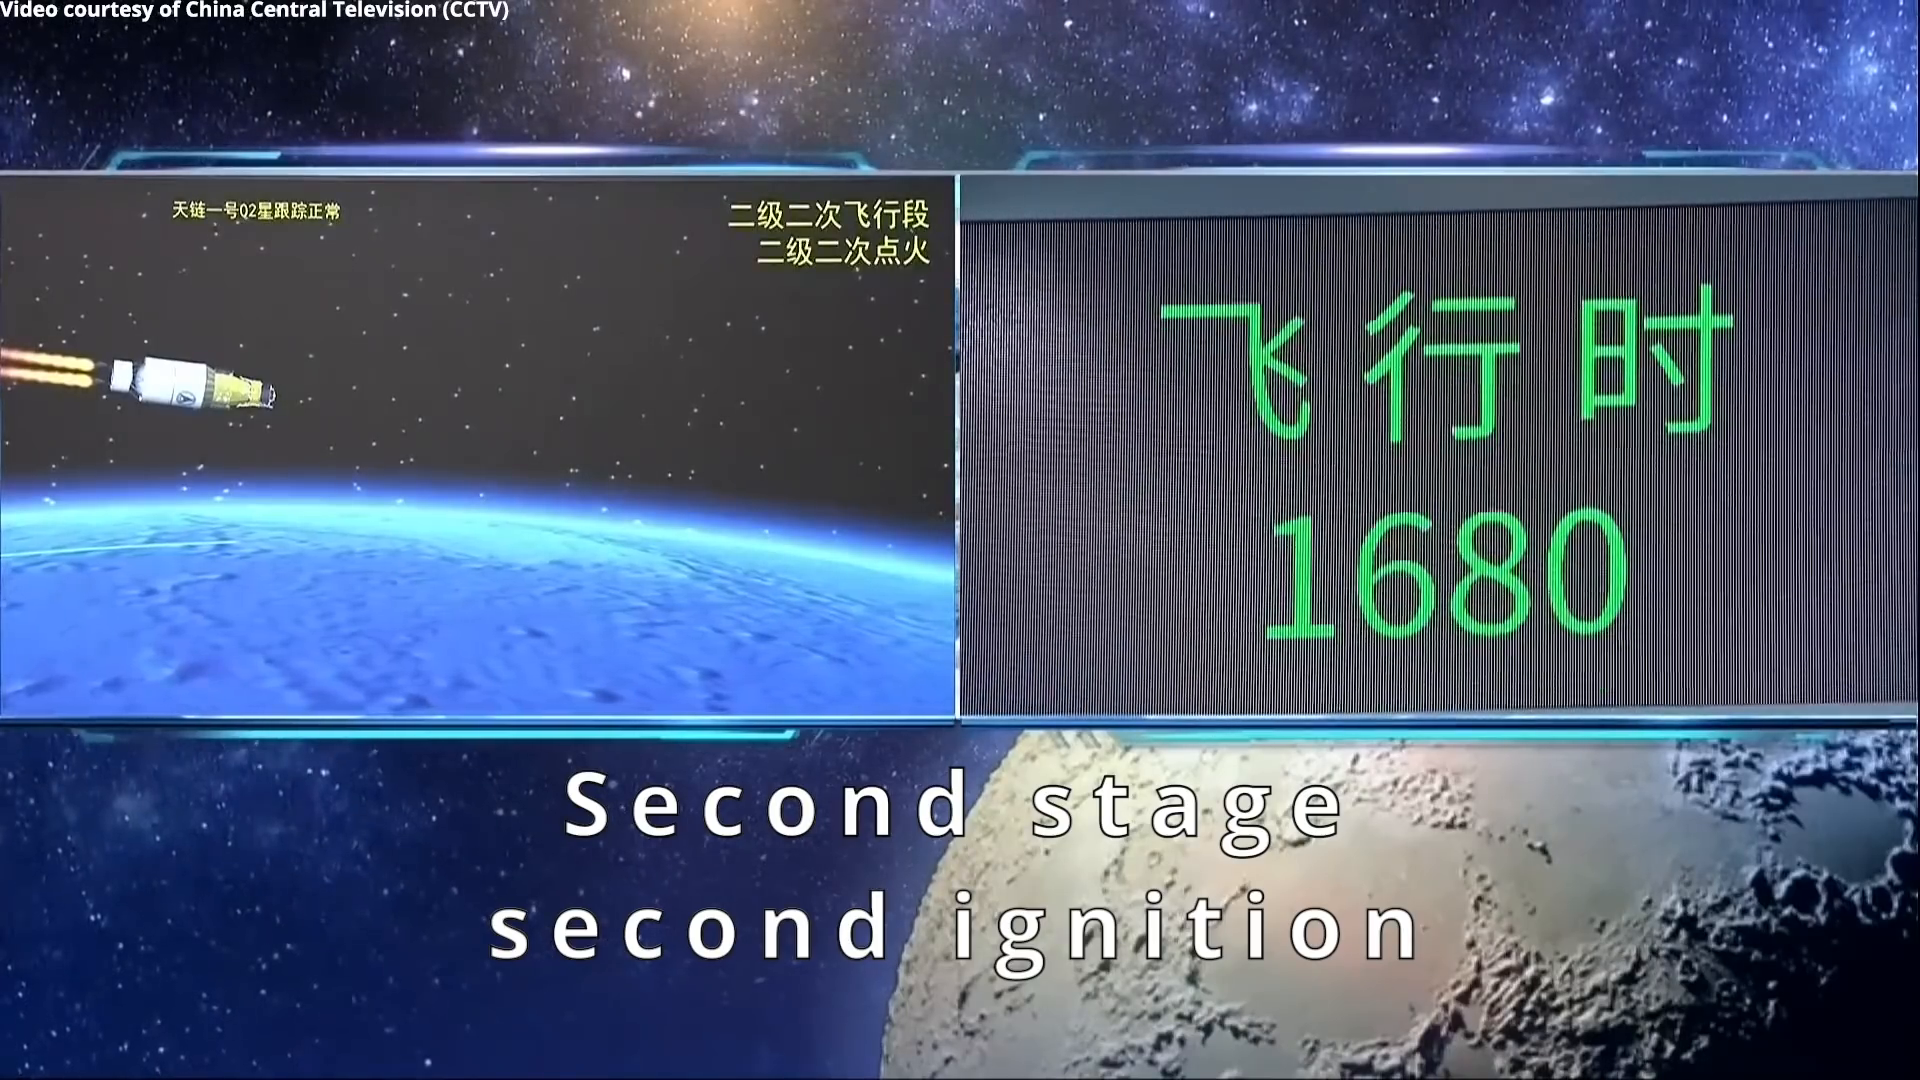 Video courtesy of China Central Television (CCTV)
天链一号02星跟踪正常
二级二次飞行段
二级二次点火
飞行时
1680
Second stage
second ignition